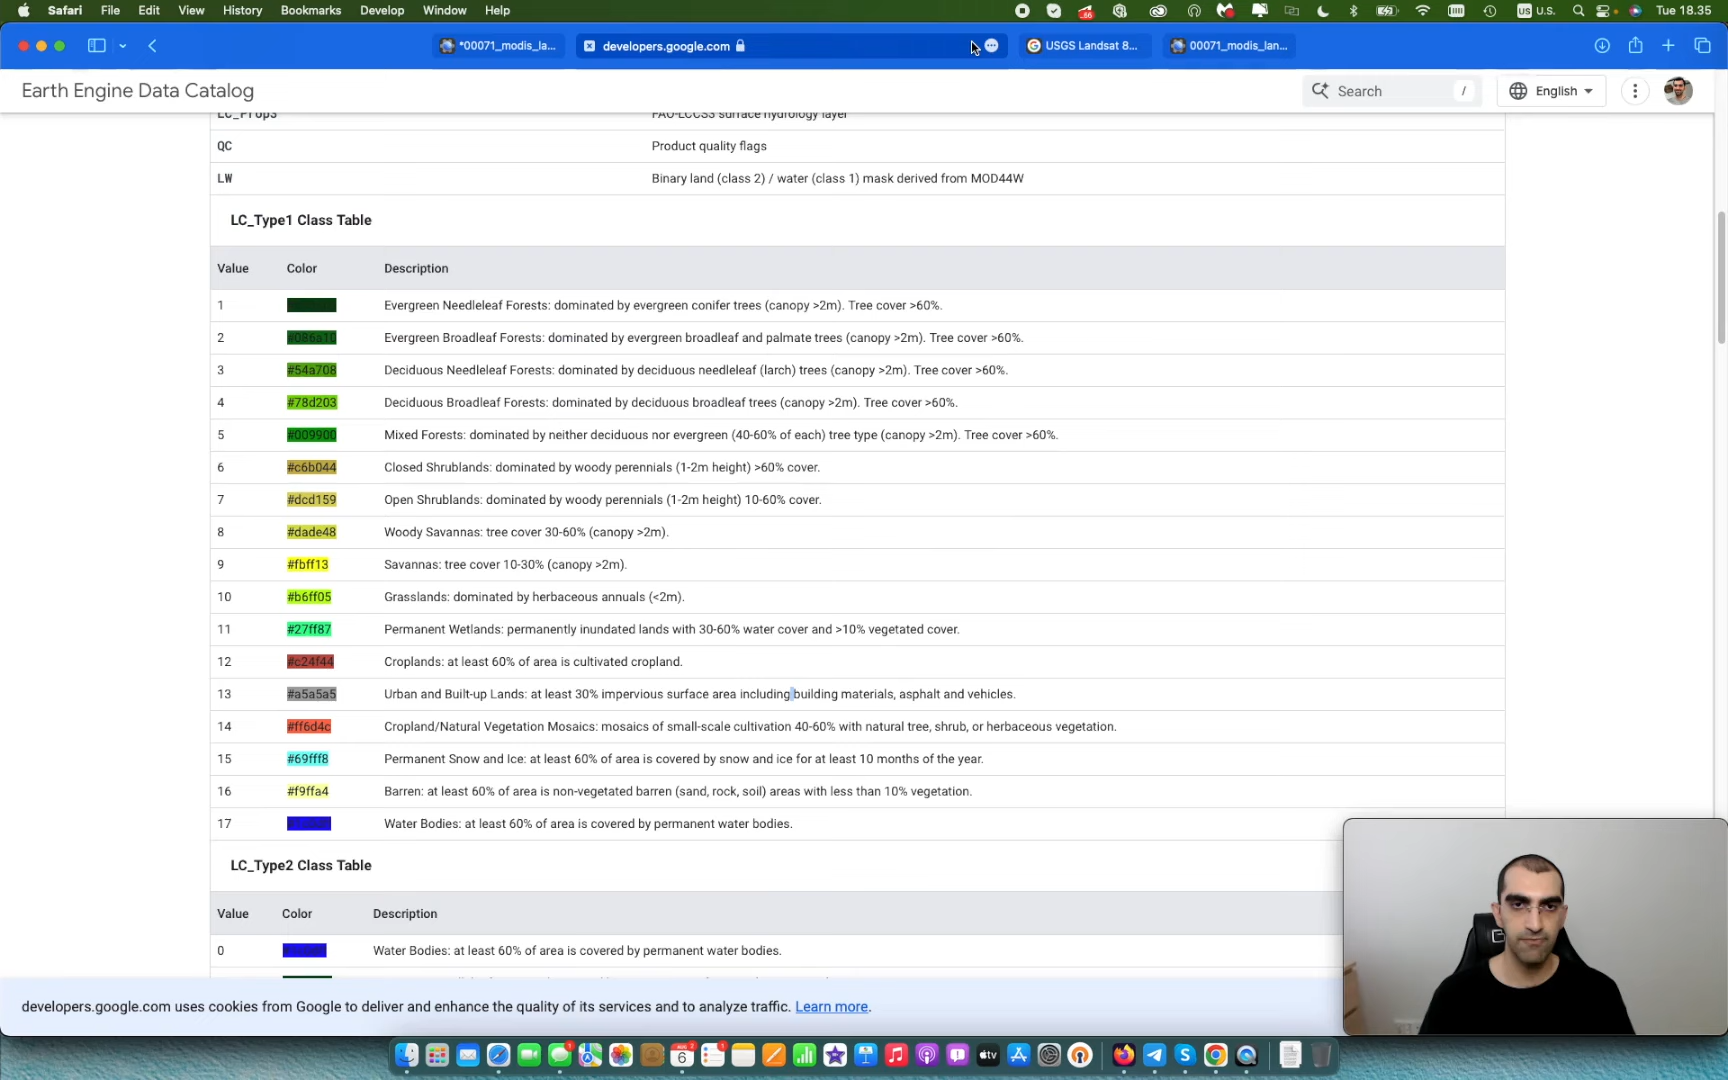 Safari File Edit View History Bookmarks Develop Window Help
U.S. Tue 18.35
*00071_modis_la...
developers.google.com
USGS Landsat 8...
00071_modis_lan...
Earth Engine Data Catalog
Search /
English
LC_Prop3 FAO-LCCS3 surface hydrology layer
QC Product quality flags
LW Binary land (class 2) / water (class 1) mask derived from MOD44W
LC_Type1 Class Table
Value Color Description
1 Evergreen Needleleaf Forests: dominated by evergreen conifer trees (canopy >2m). Tree cover >60%.
2 #086a10 Evergreen Broadleaf Forests: dominated by evergreen broadleaf and palmate trees (canopy >2m). Tree cover >60%.
3 #54a708 Deciduous Needleleaf Forests: dominated by deciduous needleleaf (larch) trees (canopy >2m). Tree cover >60%.
4 #78d203 Deciduous Broadleaf Forests: dominated by deciduous broadleaf trees (canopy >2m). Tree cover >60%.
5 #009900 Mixed Forests: dominated by neither deciduous nor evergreen (40-60% of each) tree type (canopy >2m). Tree cover >60%.
6 #c6b044 Closed Shrublands: dominated by woody perennials (1-2m height) >60% cover.
7 #dcd159 Open Shrublands: dominated by woody perennials (1-2m height) 10-60% cover.
8 #dade48 Woody Savannas: tree cover 30-60% (canopy >2m).
9 #fbff13 Savannas: tree cover 10-30% (canopy >2m).
10 #b6ff05 Grasslands: dominated by herbaceous annuals (<2m).
11 #27ff87 Permanent Wetlands: permanently inundated lands with 30-60% water cover and >10% vegetated cover.
12 #c24f44 Croplands: at least 60% of area is cultivated cropland.
13 #a5a5a5 Urban and Built-up Lands: at least 30% impervious surface area including building materials, asphalt and vehicles.
14 #ff6d4c Cropland/Natural Vegetation Mosaics: mosaics of small-scale cultivation 40-60% with natural tree, shrub, or herbaceous vegetation.
15 #69fff8 Permanent Snow and Ice: at least 60% of area is covered by snow and ice for at least 10 months of the year.
16 #f9ffa4 Barren: at least 60% of area is non-vegetated barren (sand, rock, soil) areas with less than 10% vegetation.
17 Water Bodies: at least 60% of area is covered by permanent water bodies.
LC_Type2 Class Table
Value Color Description
0 Water Bodies: at least 60% of area is covered by permanent water bodies.
developers.google.com uses cookies from Google to deliver and enhance the quality of its services and to analyze traffic. Learn more.